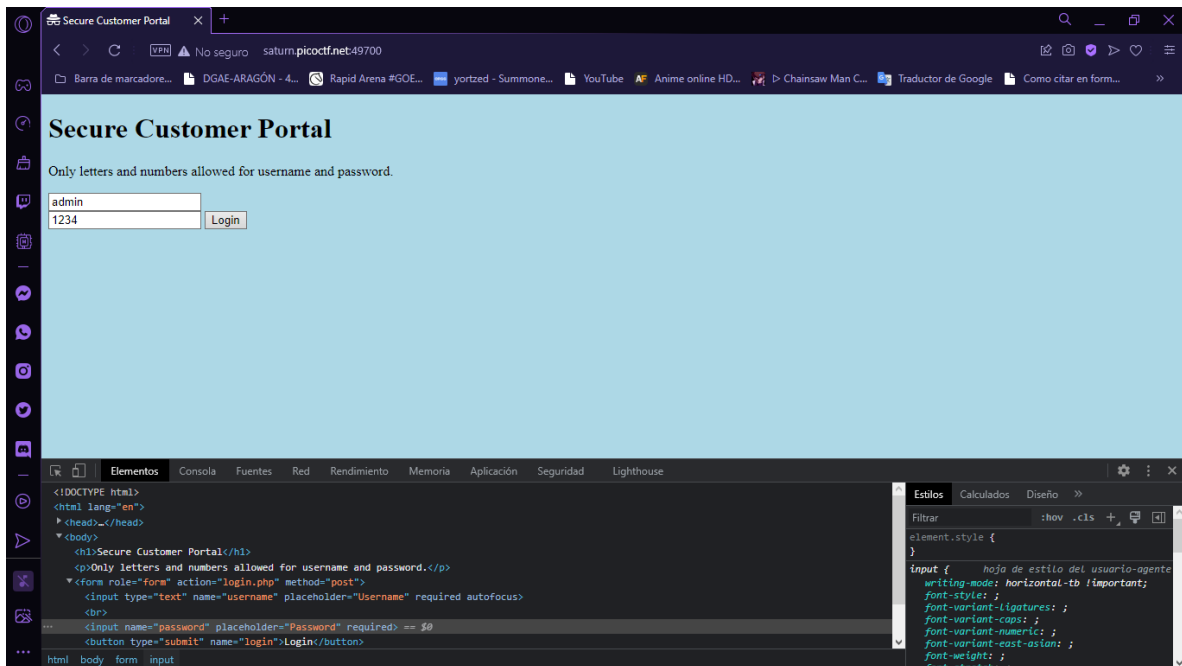 Secure Customer Portal
No seguro saturn.picoctf.net:49700
VPN
Barra de marcadore... DGAE-ARAGÓN - 4... Rapid Arena #GOE... yortzed - Summone... YouTube AF Anime online HD... ▷ Chainsaw Man C... Traductor de Google Como citar en form... »
Secure Customer Portal
Only letters and numbers allowed for username and password.
admin
1234 Login
Elementos Consola Fuentes Red Rendimiento Memoria Aplicación Seguridad Lighthouse
<!DOCTYPE html>
<html lang="en">
<head>…</head>
<body>
<h1>Secure Customer Portal</h1>
<p>Only letters and numbers allowed for username and password.</p>
<form role="form" action="login.php" method="post">
<input type="text" name="username" placeholder="Username" required autofocus>
<br>
<input name="password" placeholder="Password" required> == $0
<button type="submit" name="login">Login</button>
html body form input
Estilos Calculados Diseño »
Filtrar :hov .cls +
element.style {
}
input { hoja de estilo del usuario-agente
writing-mode: horizontal-tb !important;
font-style: ;
font-variant-ligatures: ;
font-variant-caps: ;
font-variant-numeric: ;
font-variant-east-asian: ;
font-weight: ;